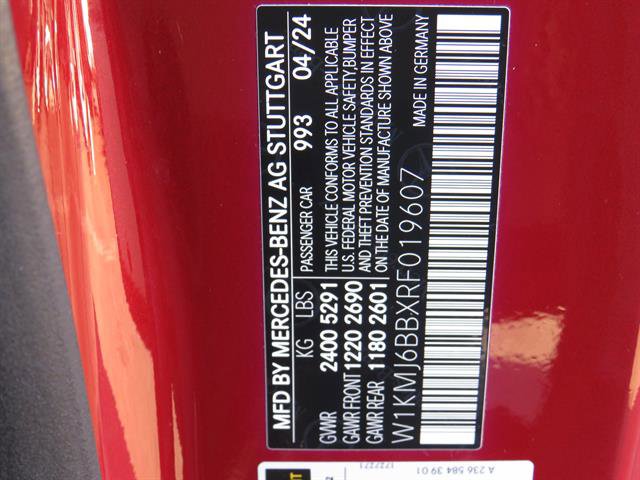 MFD BY MERCEDES-BENZ AG STUTTGART
KG LBS PASSENGER CAR 993 04/24
GVWR 2400 5291 THIS VEHICLE CONFORMS TO ALL APPLICABLE
U.S. FEDERAL MOTOR VEHICLE SAFETY,BUMPER
GAWR FRONT 1220 2690 AND THEFT PREVENTION STANDARDS IN EFFECT
GAWR REAR 1180 2601 ON THE DATE OF MANUFACTURE SHOWN ABOVE
MADE IN GERMANY
W1KMJ6BBXRF019607
A 236 584 39 01